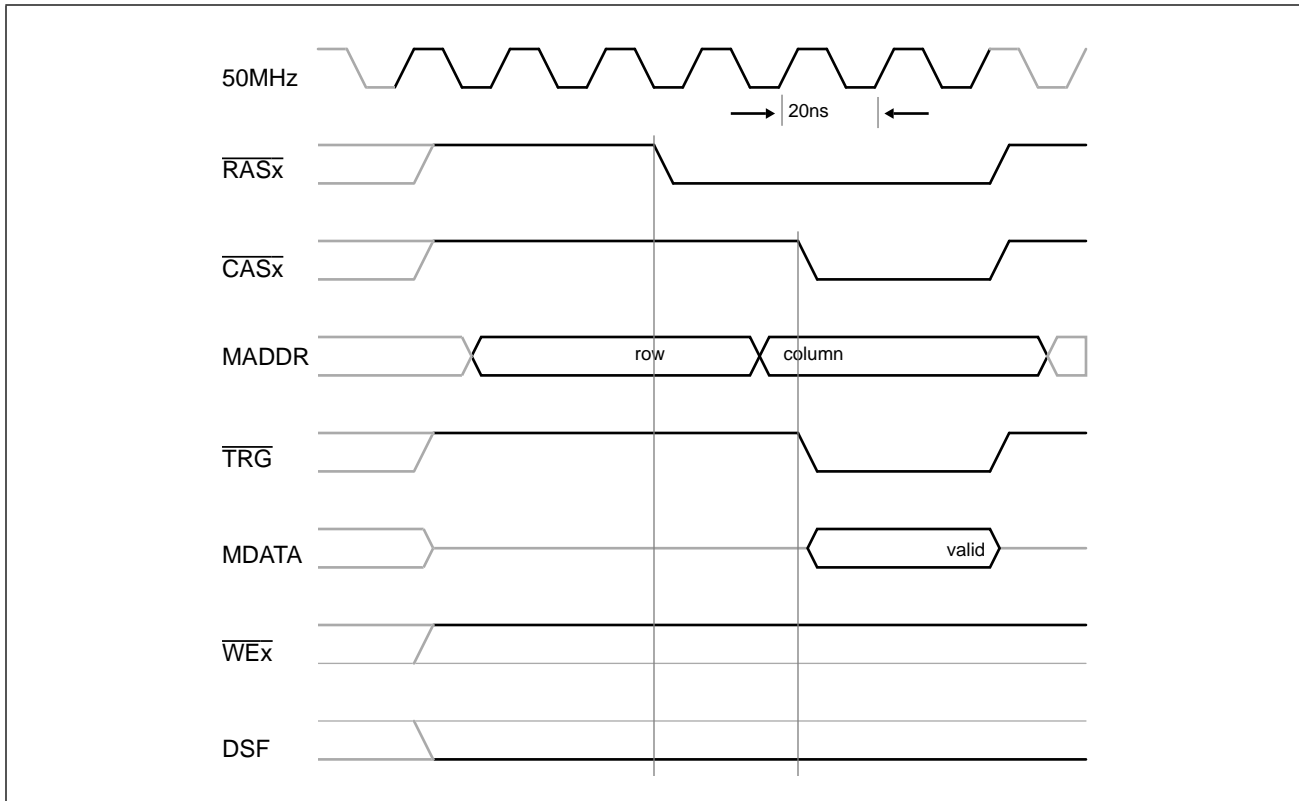 50MHz
20ns
RASx
CASx
MADDR
row
column
TRG
MDATA
valid
WEx
DSF